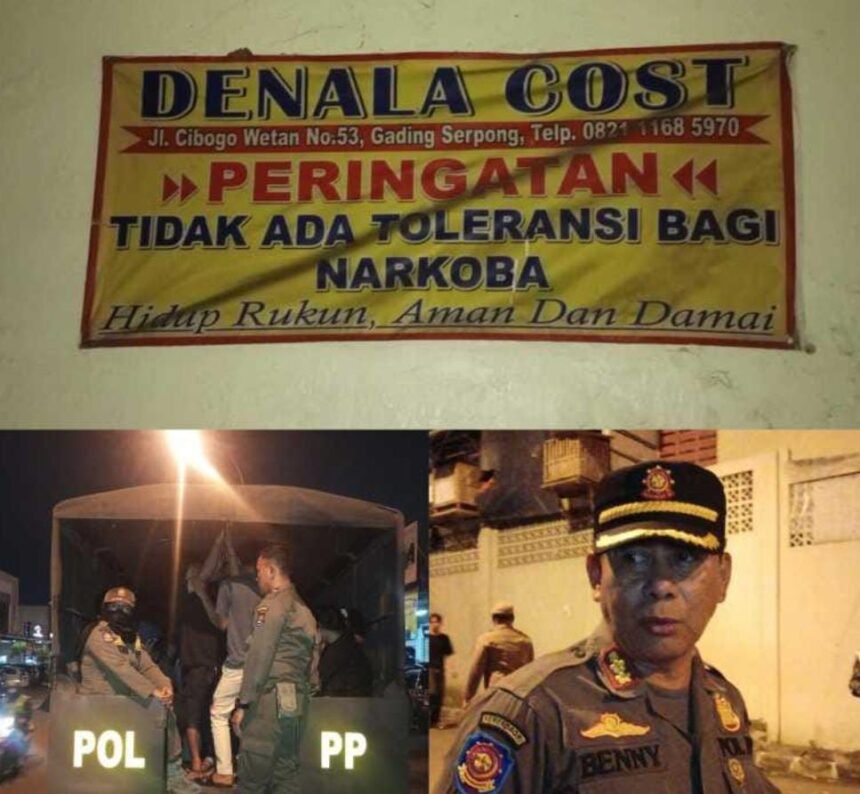 DENALA COST
Jl. Cibogo Wetan No.53, Gading Serpong, Telp. 0821 1168 5970
PERINGATAN
TIDAK ADA TOLERANSI BAGI
NARKOBA
Hidup Rukun, Aman Dan Damai
POL PP
BENNY
POL